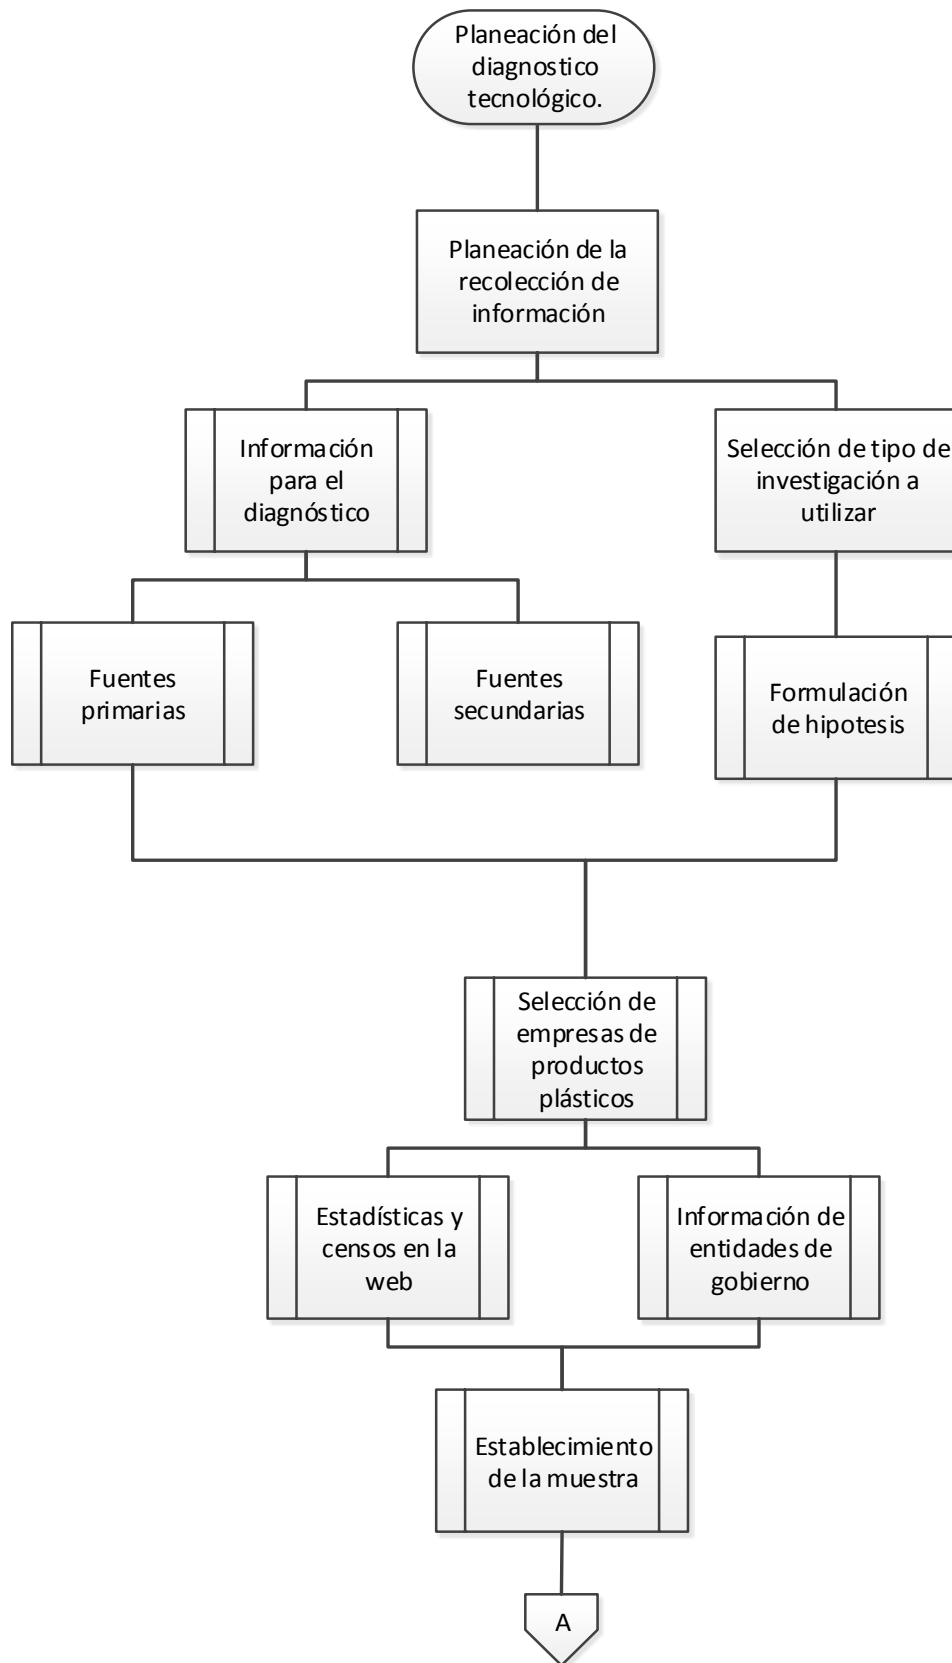 Planeación del
diagnostico
tecnológico.
Planeación de la
recolección de
información
Información
para el
diagnóstico
Selección de tipo de
investigación a
utilizar
Fuentes
primarias
Fuentes
secundarias
Formulación
de hipotesis
Selección de
empresas de
productos
plásticos
Estadísticas y
censos en la
web
Información de
entidades de
gobierno
Establecimiento
de la muestra
A